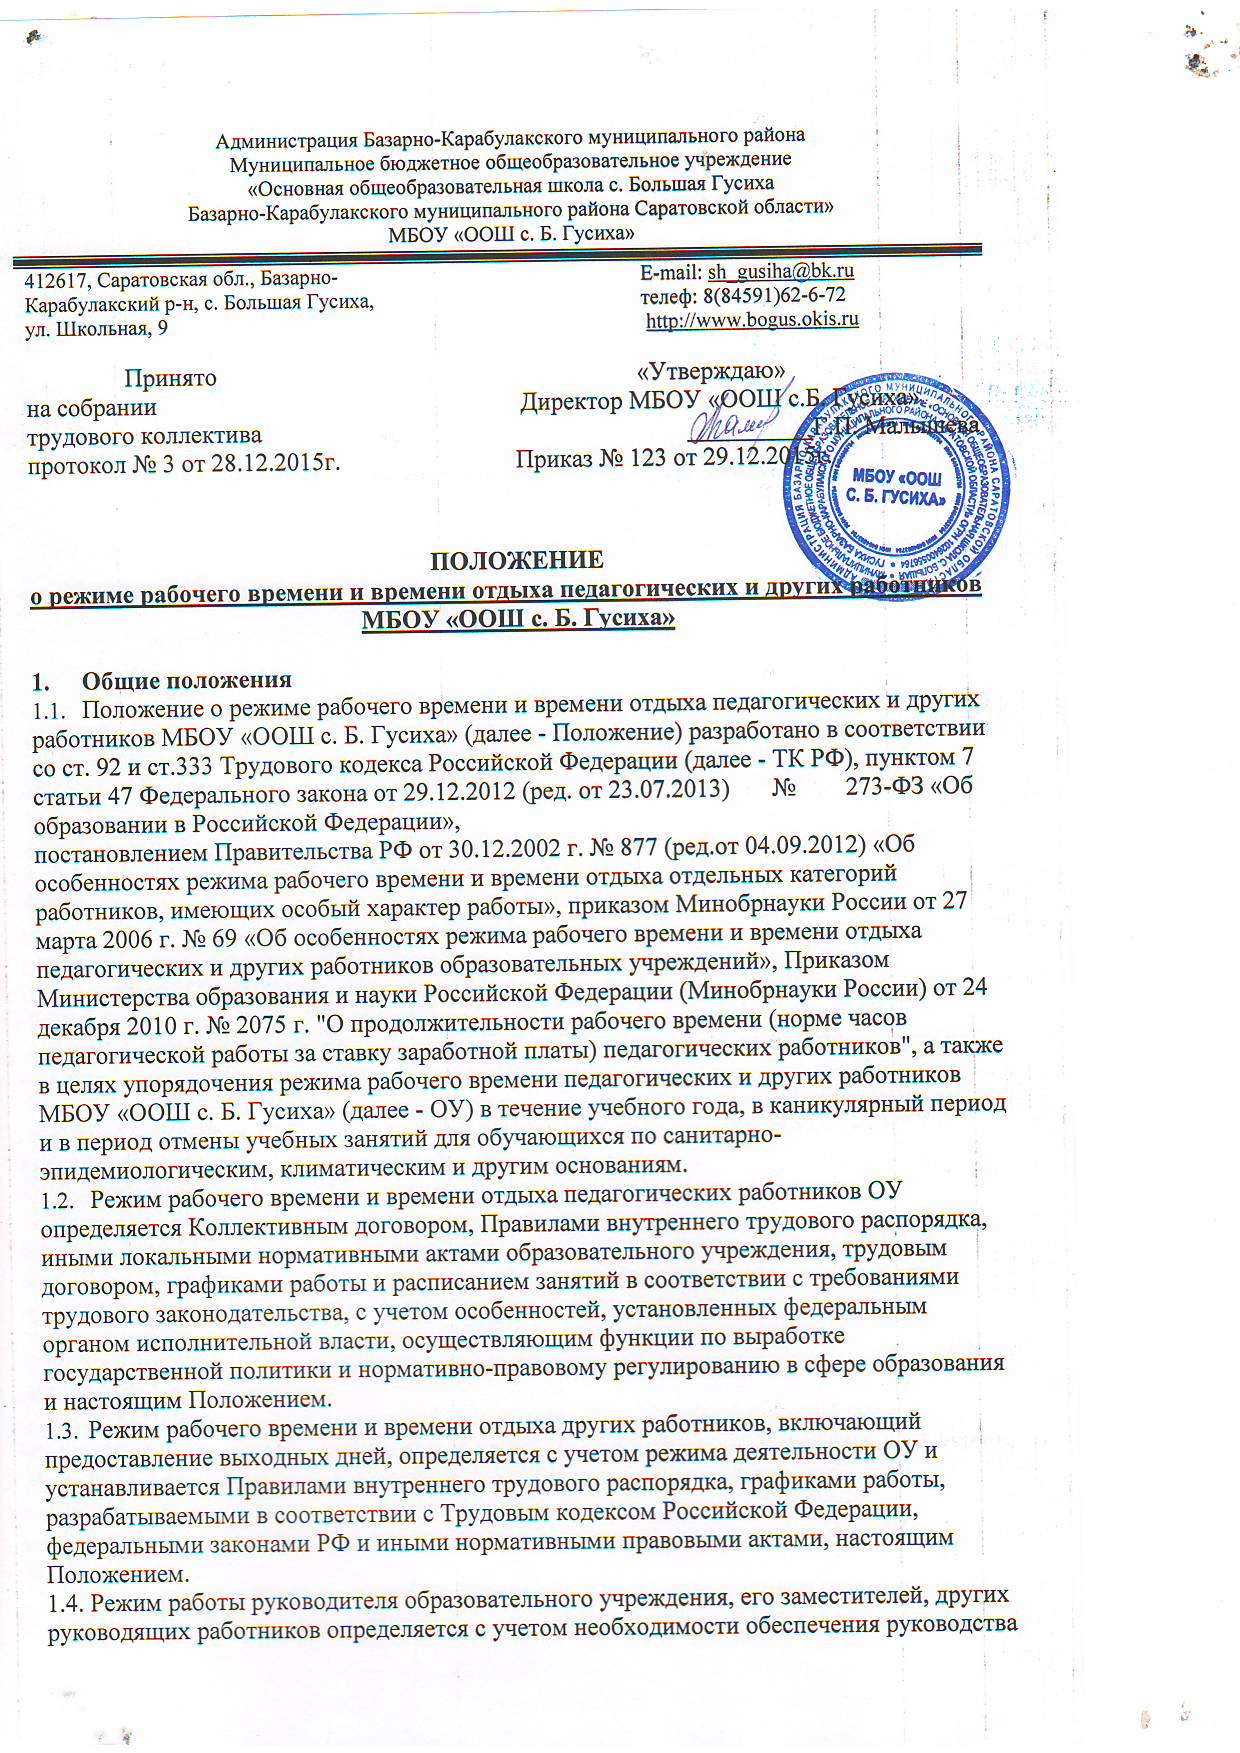 Администрация Базарно-Карабулакского муниципального района
Муниципальное бюджетное общеобразовательное учреждение
«Основная общеобразовательная школа с. Большая Гусиха
Базарно-Карабулакского муниципального района Саратовской области»
МБОУ «ООШ с. Б. Гусиха»
412617, Саратовская обл., Базарно-
Карабулакский р-н, с. Большая Гусиха,
ул. Школьная, 9
E-mail: sh_gusiha@bk.ru
телеф: 8(84591)62-6-72
http://www.bogus.okis.ru
Принято
на собрании
трудового коллектива
протокол № 3 от 28.12.2015г.
«Утверждаю»
Директор МБОУ «ООШ с.Б. Гусиха»
Малышева
Приказ № 123 от 29.12.2015г.
МБОУ «ООШ
С. Б. ГУСИХА»
ПОЛОЖЕНИЕ
о режиме рабочего времени и времени отдыха педагогических и других работников
МБОУ «ООШ с. Б. Гусиха»
1. Общие положения
1.1. Положение о режиме рабочего времени и времени отдыха педагогических и других
работников МБОУ «ООШ с. Б. Гусиха» (далее - Положение) разработано в соответствии
со ст. 92 и ст.333 Трудового кодекса Российской Федерации (далее - ТК РФ), пунктом 7
статьи 47 Федерального закона от 29.12.2012 (ред. от 23.07.2013) № 273-ФЗ «Об
образовании в Российской Федерации»,
постановлением Правительства РФ от 30.12.2002 г. № 877 (ред.от 04.09.2012) «Об
особенностях режима рабочего времени и времени отдыха отдельных категорий
работников, имеющих особый характер работы», приказом Минобрнауки России от 27
марта 2006 г. № 69 «Об особенностях режима рабочего времени и времени отдыха
педагогических и других работников образовательных учреждений», Приказом
Министерства образования и науки Российской Федерации (Минобрнауки России) от 24
декабря 2010 г. № 2075 г. "О продолжительности рабочего времени (норме часов
педагогической работы за ставку заработной платы) педагогических работников", а также
в целях упорядочения режима рабочего времени педагогических и других работников
МБОУ «ООШ с. Б. Гусиха» (далее - ОУ) в течение учебного года, в каникулярный период
и в период отмены учебных занятий для обучающихся по санитарно-
эпидемиологическим, климатическим и другим основаниям.
1.2. Режим рабочего времени и времени отдыха педагогических работников ОУ
определяется Коллективным договором, Правилами внутреннего трудового распорядка,
иными локальными нормативными актами образовательного учреждения, трудовым
договором, графиками работы и расписанием занятий в соответствии с требованиями
трудового законодательства, с учетом особенностей, установленных федеральным
органом исполнительной власти, осуществляющим функции по выработке
государственной политики и нормативно-правовому регулированию в сфере образования
и настоящим Положением.
1.3. Режим рабочего времени и времени отдыха других работников, включающий
предоставление выходных дней, определяется с учетом режима деятельности ОУ и
устанавливается Правилами внутреннего трудового распорядка, графиками работы,
разрабатываемыми в соответствии с Трудовым кодексом Российской Федерации,
федеральными законами РФ и иными нормативными правовыми актами, настоящим
Положением.
1.4. Режим работы руководителя образовательного учреждения, его заместителей, других
руководящих работников определяется с учетом необходимости обеспечения руководства